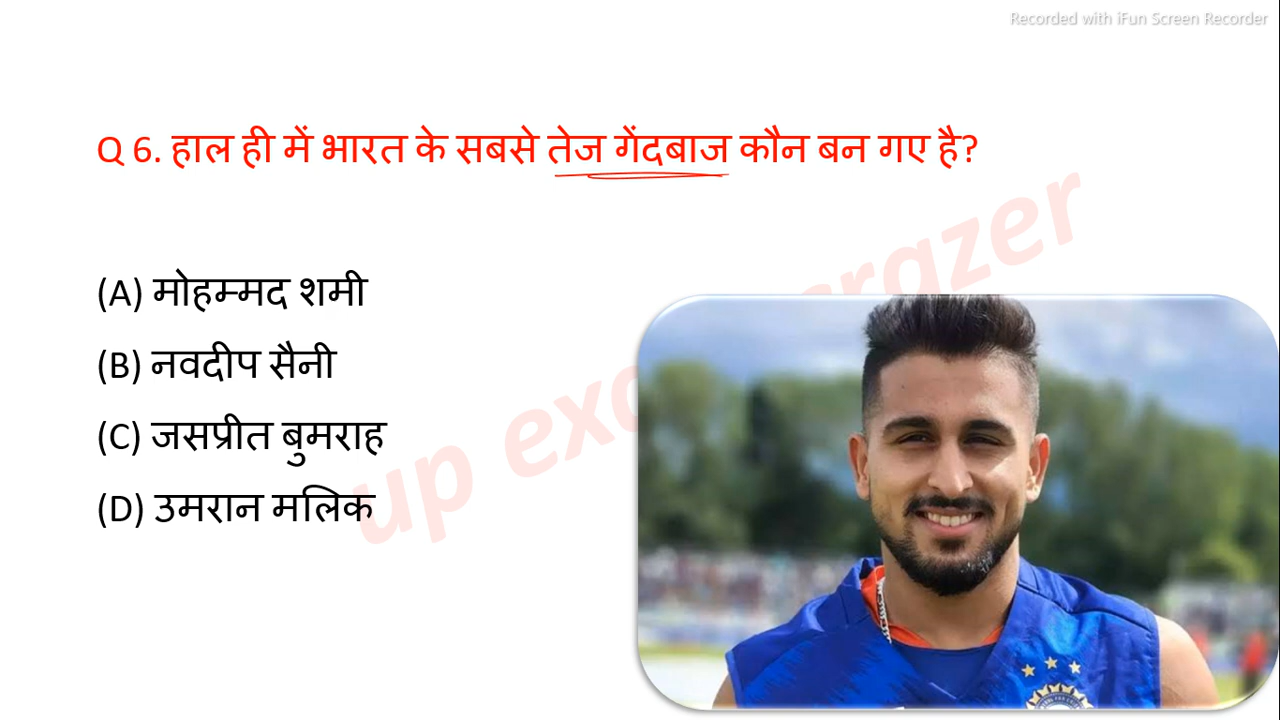 Recorded with iFun Screen Recorder
Q 6. हाल ही में भारत के सबसे तेज गेंदबाज कौन बन गए है?
(A) मोहम्मद शमी
(B) नवदीप सैनी
(C) जसप्रीत बुमराह
(D) उमरान मलिक
up